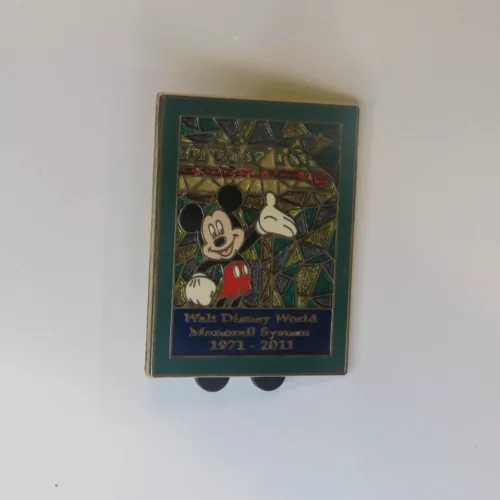 Walt Disney World
Monorail System
1971 - 2011